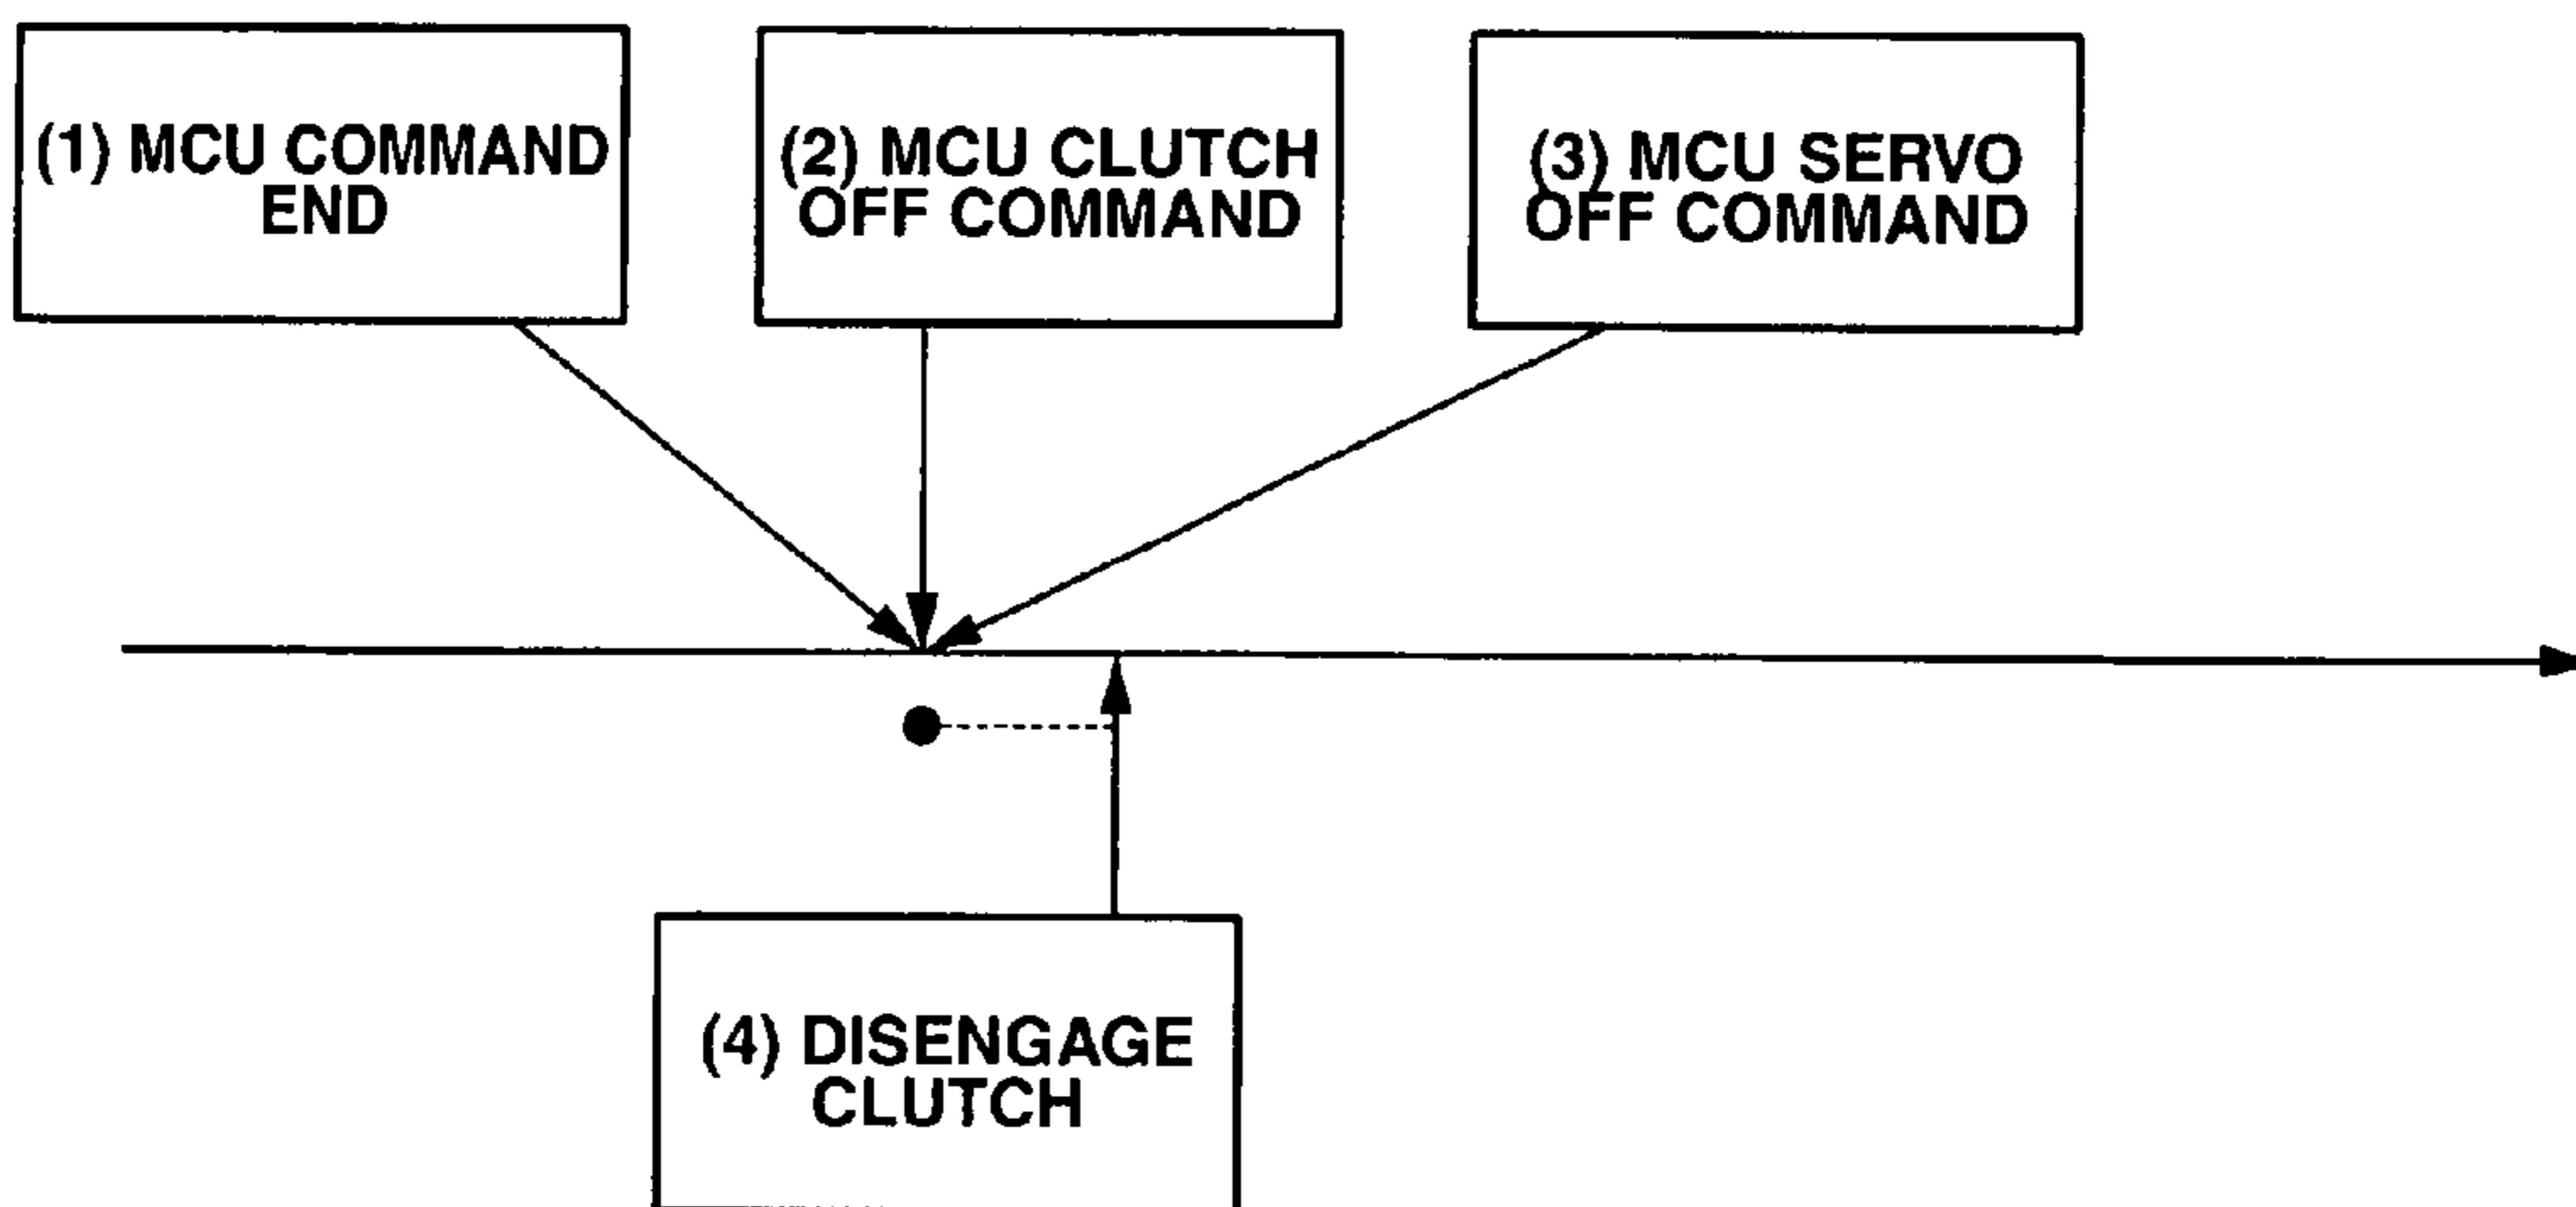 (1) MCU COMMAND
END
(2) MCU CLUTCH
OFF COMMAND
(3) MCU SERVO
OFF COMMAND
(4) DISENGAGE
CLUTCH